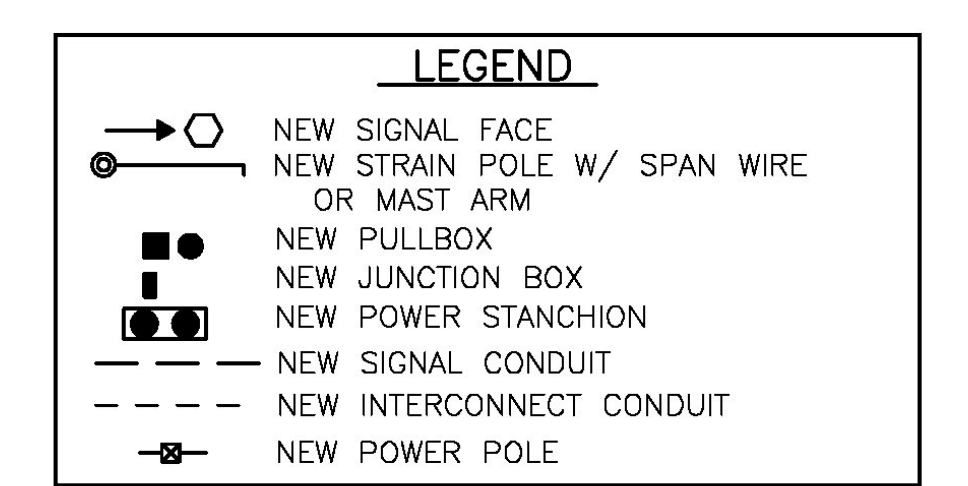 LEGEND
NEW SIGNAL FACE
NEW STRAIN POLE W/ SPAN WIRE
OR MAST ARM
NEW PULLBOX
NEW JUNCTION BOX
NEW POWER STANCHION
NEW SIGNAL CONDUIT
NEW INTERCONNECT CONDUIT
NEW POWER POLE